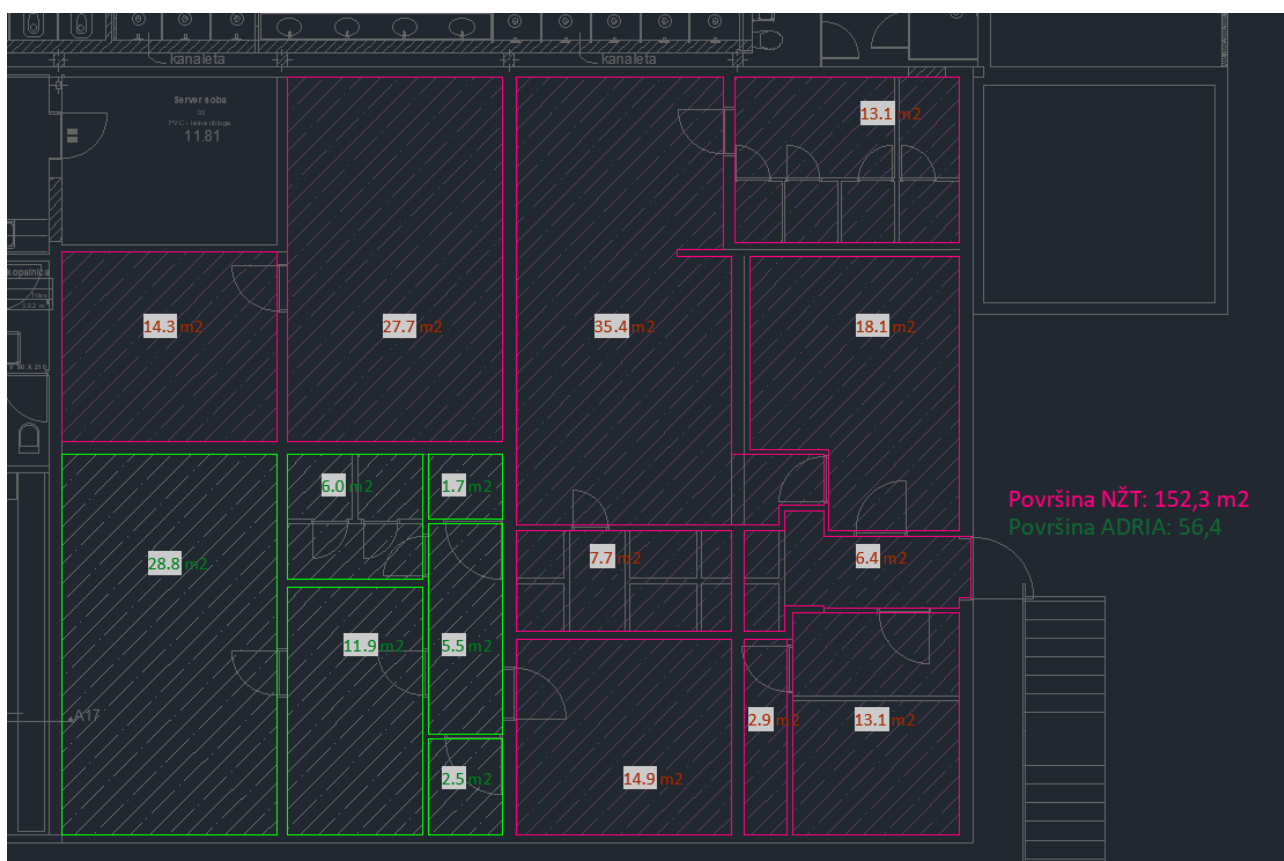 kanaleta
kanaleta
Server soba
11.81
13.1 m2
kopalnica
14.3 m2
27.7 m2
35.4 m2
18.1 m2
6.0 m2
1.7 m2
Površina NŽT: 152,3 m2
Površina ADRIA: 56,4
28.8 m2
7.7 m2
6.4 m2
11.9 m2
5.5 m2
A17
2.9 m2
13.1 m2
2.5 m2
14.9 m2